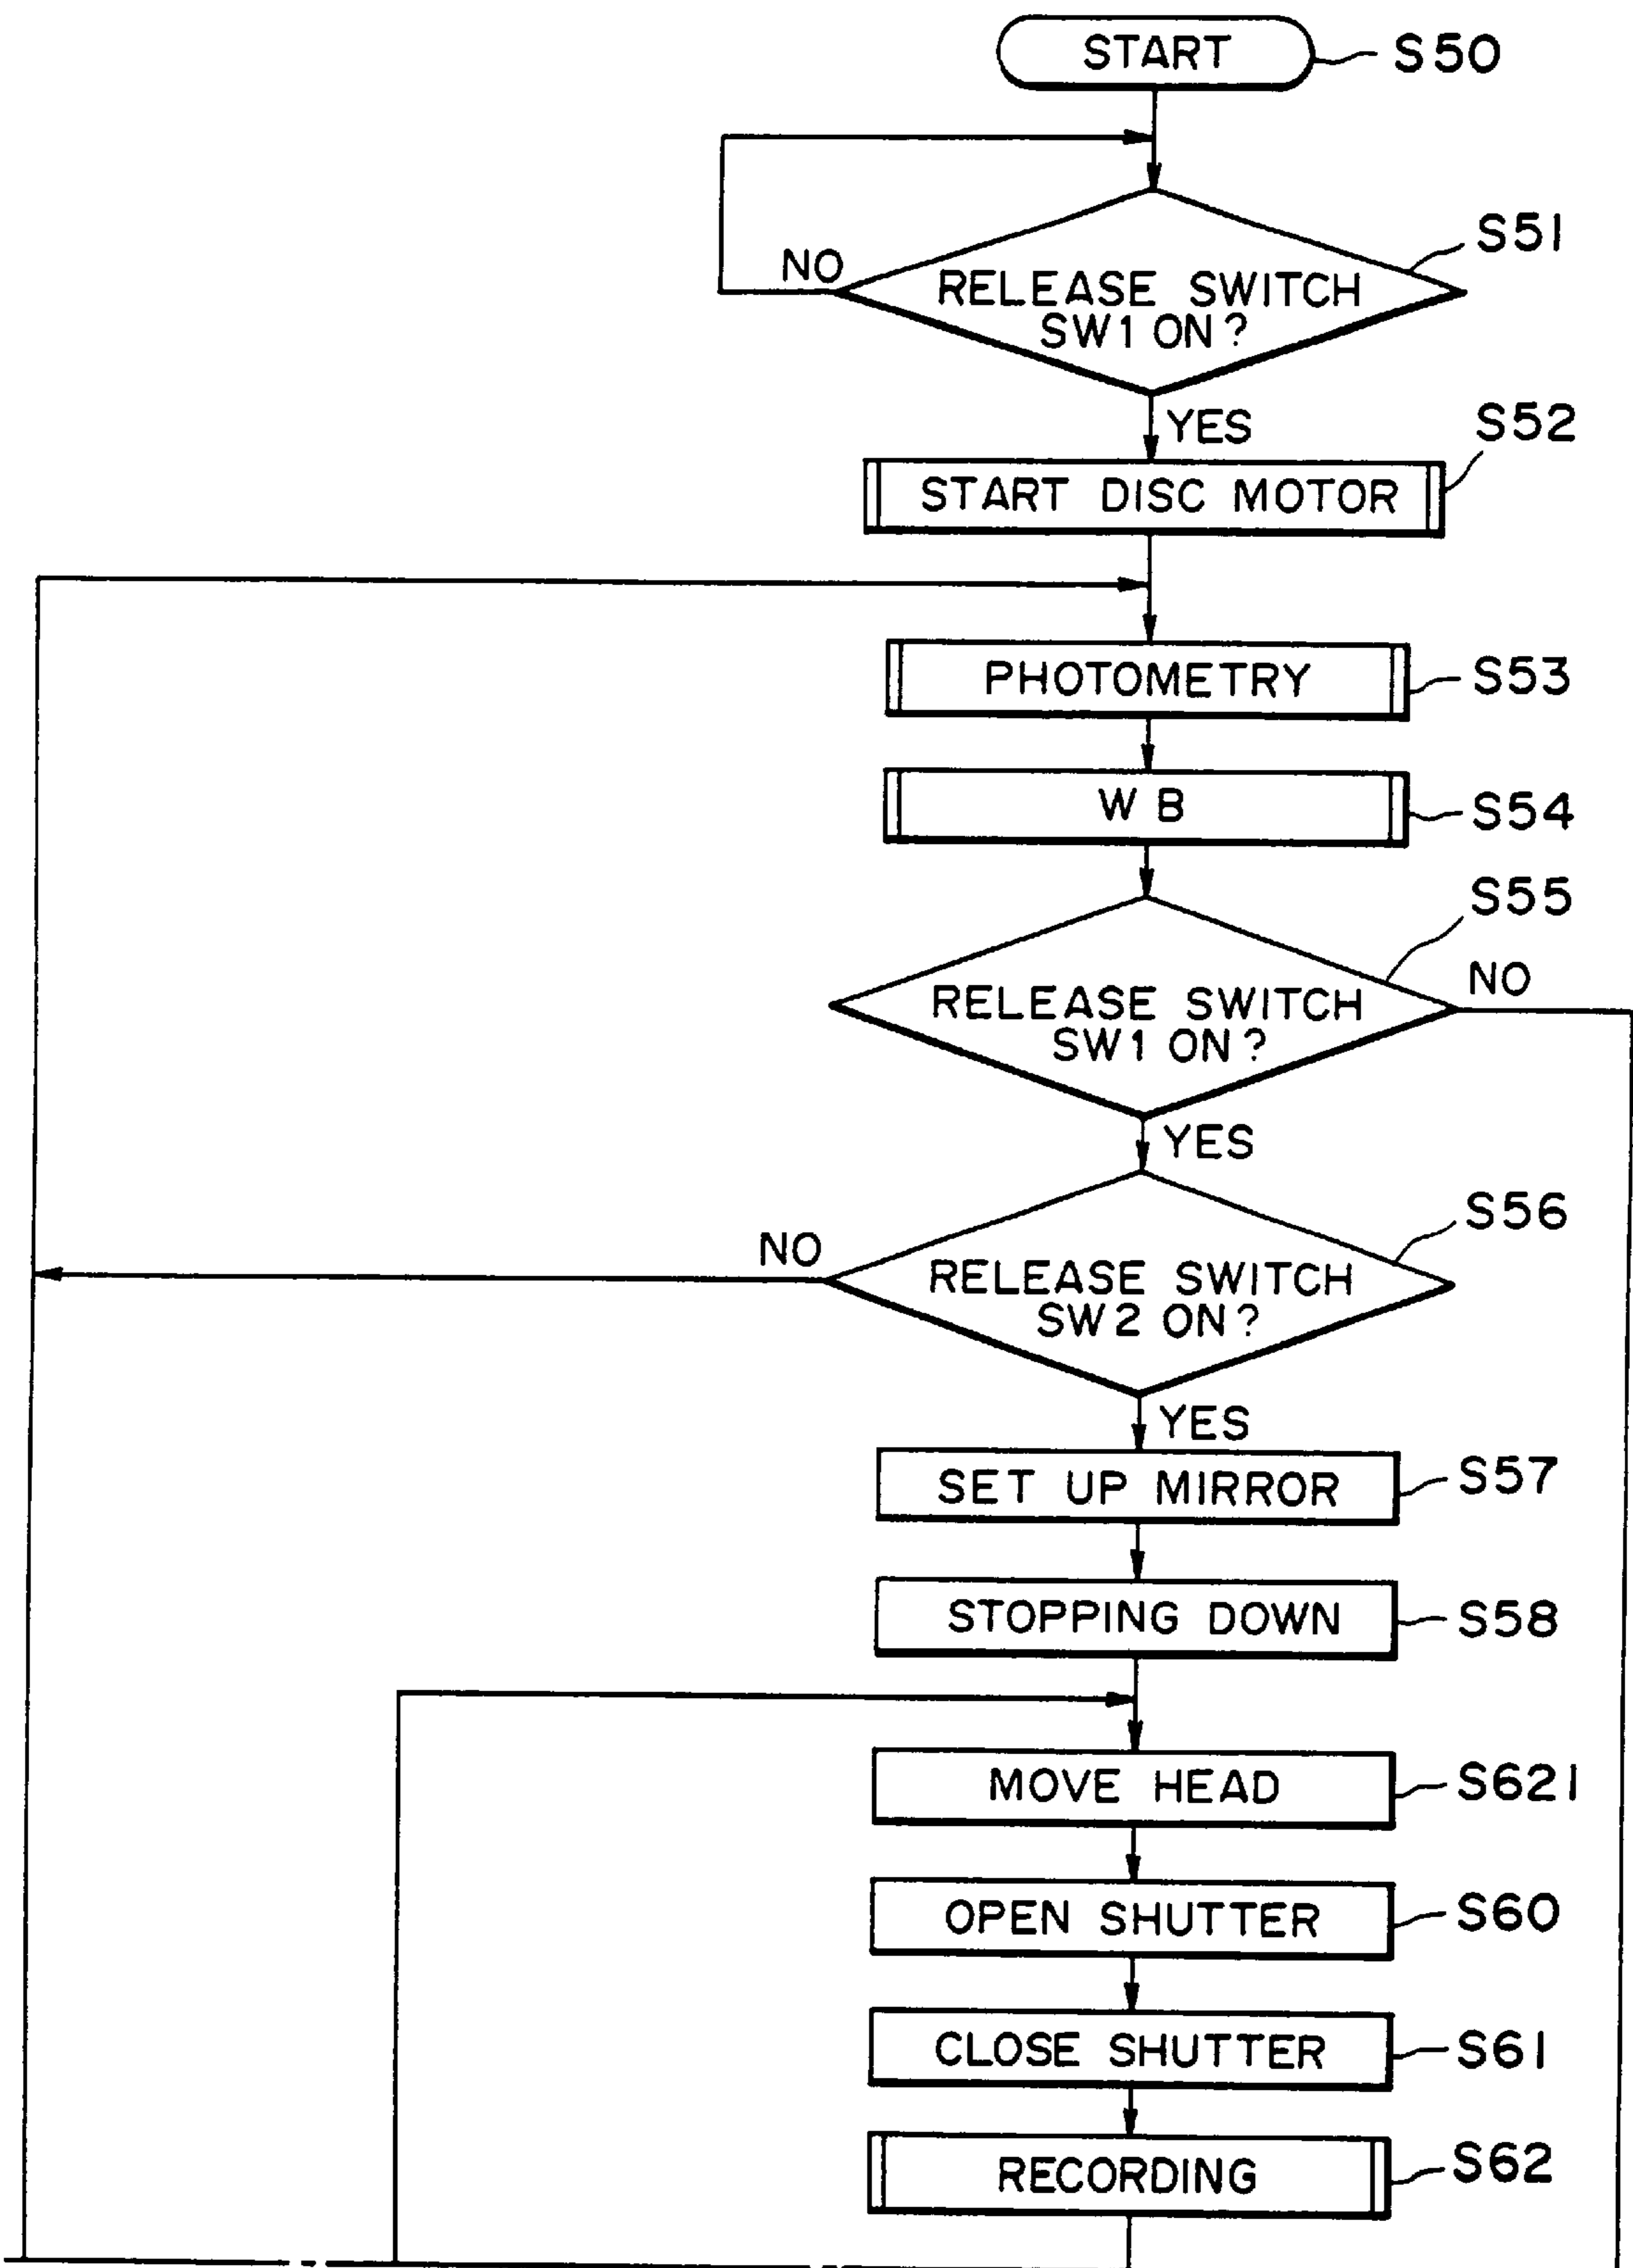 START S50
S51
NO
RELEASE SWITCH
SW1 ON?
YES
S52
START DISC MOTOR
PHOTOMETRY S53
W B S54
S55
NO
RELEASE SWITCH
SW1 ON?
YES
S56
NO
RELEASE SWITCH
SW2 ON?
YES
SET UP MIRROR S57
STOPPING DOWN S58
MOVE HEAD S621
OPEN SHUTTER S60
CLOSE SHUTTER S61
RECORDING S62